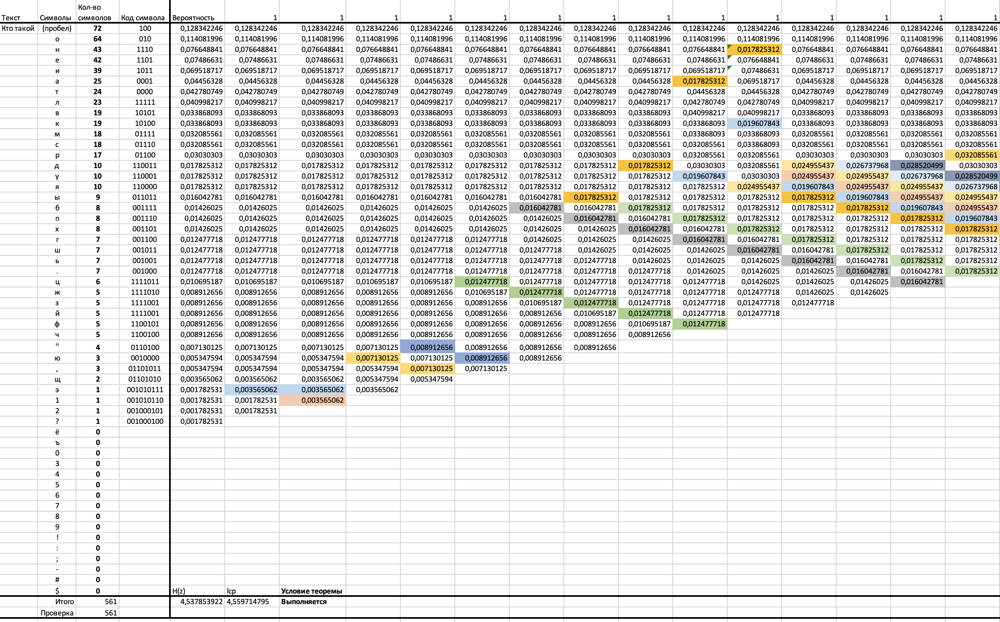 Кол-во
Текст Символы символов Код символа Вероятность 1 1 1 1 1 1 1 1 1 1 1 1 1 1 1
Кто такой (пробел) 72 100 0,128342246 0,128342246 0,128342246 0,128342246 0,128342246 0,128342246 0,128342246 0,128342246 0,128342246 0,128342246 0,128342246 0,128342246 0,128342246 0,128342246 0,128342246
о 64 010 0,114081996 0,114081996 0,114081996 0,114081996 0,114081996 0,114081996 0,114081996 0,114081996 0,114081996 0,114081996 0,114081996 0,114081996 0,114081996 0,114081996 0,114081996
н 43 1110 0,076648841 0,076648841 0,076648841 0,076648841 0,076648841 0,076648841 0,076648841 0,076648841 0,076648841 0,076648841 0,017825312 0,076648841 0,076648841 0,076648841 0,076648841
е 42 1101 0,07486631 0,07486631 0,07486631 0,07486631 0,07486631 0,07486631 0,07486631 0,07486631 0,07486631 0,07486631 0,076648841 0,07486631 0,07486631 0,07486631 0,07486631
и 39 1011 0,069518717 0,069518717 0,069518717 0,069518717 0,069518717 0,069518717 0,069518717 0,069518717 0,069518717 0,069518717 0,07486631 0,069518717 0,069518717 0,069518717 0,069518717
а 25 0001 0,04456328 0,04456328 0,04456328 0,04456328 0,04456328 0,04456328 0,04456328 0,04456328 0,04456328 0,017825312 0,069518717 0,04456328 0,04456328 0,04456328 0,04456328
т 24 0000 0,042780749 0,042780749 0,042780749 0,042780749 0,042780749 0,042780749 0,042780749 0,042780749 0,042780749 0,04456328 0,04456328 0,042780749 0,042780749 0,042780749 0,042780749
л 23 11111 0,040998217 0,040998217 0,040998217 0,040998217 0,040998217 0,040998217 0,040998217 0,040998217 0,040998217 0,042780749 0,042780749 0,040998217 0,040998217 0,040998217 0,040998217
в 19 10101 0,033868093 0,033868093 0,033868093 0,033868093 0,033868093 0,033868093 0,033868093 0,033868093 0,033868093 0,040998217 0,040998217 0,033868093 0,033868093 0,033868093 0,033868093
к 19 10100 0,033868093 0,033868093 0,033868093 0,033868093 0,033868093 0,033868093 0,033868093 0,033868093 0,033868093 0,033868093 0,019607843 0,033868093 0,033868093 0,033868093 0,033868093
м 18 01111 0,032085561 0,032085561 0,032085561 0,032085561 0,032085561 0,032085561 0,032085561 0,032085561 0,032085561 0,033868093 0,033868093 0,032085561 0,032085561 0,032085561 0,032085561
с 18 01110 0,032085561 0,032085561 0,032085561 0,032085561 0,032085561 0,032085561 0,032085561 0,032085561 0,032085561 0,032085561 0,033868093 0,032085561 0,032085561 0,032085561 0,032085561
р 17 01100 0,03030303 0,03030303 0,03030303 0,03030303 0,03030303 0,03030303 0,03030303 0,03030303 0,03030303 0,032085561 0,032085561 0,03030303 0,03030303 0,03030303 0,032085561
д 10 110011 0,017825312 0,017825312 0,017825312 0,017825312 0,017825312 0,017825312 0,017825312 0,017825312 0,017825312 0,03030303 0,032085561 0,024955437 0,026737968 0,028520499 0,03030303
у 10 110001 0,017825312 0,017825312 0,017825312 0,017825312 0,017825312 0,017825312 0,017825312 0,017825312 0,017825312 0,019607843 0,03030303 0,024955437 0,024955437 0,026737968 0,028520499
я 10 110000 0,017825312 0,017825312 0,017825312 0,017825312 0,017825312 0,017825312 0,017825312 0,017825312 0,017825312 0,017825312 0,024955437 0,019607843 0,024955437 0,024955437 0,026737968
ы 9 011011 0,016042781 0,016042781 0,016042781 0,016042781 0,016042781 0,016042781 0,016042781 0,017825312 0,017825312 0,017825312 0,017825312 0,017825312 0,019607843 0,024955437 0,024955437
б 8 001111 0,01426025 0,01426025 0,01426025 0,01426025 0,01426025 0,01426025 0,016042781 0,016042781 0,017825312 0,017825312 0,017825312 0,017825312 0,017825312 0,019607843 0,024955437
п 8 001110 0,01426025 0,01426025 0,01426025 0,01426025 0,01426025 0,01426025 0,01426025 0,016042781 0,016042781 0,017825312 0,017825312 0,017825312 0,017825312 0,017825312 0,019607843
х 8 001101 0,01426025 0,01426025 0,01426025 0,01426025 0,01426025 0,01426025 0,01426025 0,01426025 0,016042781 0,016042781 0,017825312 0,017825312 0,017825312 0,017825312 0,017825312
г 7 001100 0,012477718 0,012477718 0,012477718 0,012477718 0,012477718 0,012477718 0,01426025 0,01426025 0,01426025 0,016042781 0,016042781 0,017825312 0,017825312 0,017825312 0,017825312
ш 7 001011 0,012477718 0,012477718 0,012477718 0,012477718 0,012477718 0,012477718 0,012477718 0,01426025 0,01426025 0,01426025 0,016042781 0,016042781 0,017825312 0,017825312 0,017825312
ь 7 001001 0,012477718 0,012477718 0,012477718 0,012477718 0,012477718 0,012477718 0,012477718 0,012477718 0,01426025 0,01426025 0,01426025 0,016042781 0,016042781 0,017825312 0,017825312
. 7 001000 0,012477718 0,012477718 0,012477718 0,012477718 0,012477718 0,012477718 0,012477718 0,012477718 0,012477718 0,01426025 0,01426025 0,01426025 0,016042781 0,016042781 0,017825312
ц 6 1111011 0,010695187 0,010695187 0,010695187 0,010695187 0,010695187 0,012477718 0,012477718 0,012477718 0,012477718 0,012477718 0,01426025 0,01426025 0,01426025 0,016042781
ж 5 1111010 0,008912656 0,008912656 0,008912656 0,008912656 0,008912656 0,010695187 0,012477718 0,012477718 0,012477718 0,012477718 0,012477718 0,01426025 0,01426025
з 5 1111001 0,008912656 0,008912656 0,008912656 0,008912656 0,008912656 0,008912656 0,010695187 0,012477718 0,012477718 0,012477718 0,012477718 0,012477718
й 5 1111001 0,008912656 0,008912656 0,008912656 0,008912656 0,008912656 0,008912656 0,008912656 0,010695187 0,012477718 0,012477718 0,012477718
ф 5 1100101 0,008912656 0,008912656 0,008912656 0,008912656 0,008912656 0,008912656 0,008912656 0,008912656 0,010695187 0,012477718
ч 5 1100100 0,008912656 0,008912656 0,008912656 0,008912656 0,008912656 0,008912656 0,008912656 0,008912656 0,008912656
" 4 0110100 0,007130125 0,007130125 0,007130125 0,007130125 0,008912656 0,008912656 0,008912656 0,008912656
ю 3 0010000 0,005347594 0,005347594 0,005347594 0,007130125 0,007130125 0,008912656 0,008912656
, 3 01101011 0,005347594 0,005347594 0,005347594 0,005347594 0,007130125 0,007130125
щ 2 01101010 0,003565062 0,003565062 0,003565062 0,005347594 0,005347594
э 1 001010111 0,001782531 0,003565062 0,003565062 0,003565062
1 1 001010110 0,001782531 0,001782531 0,003565062
2 1 001000101 0,001782531 0,001782531
? 1 001000100 0,001782531
ё 0
ъ 0
0 0
3 0
4 0
5 0
6 0
7 0
8 0
9 0
! 0
: 0
; 0
- 0
# 0
$ 0 H(z) lср Условие теоремы
Итого 561 4,537853922 4,559714795 Выполняется
Проверка 561